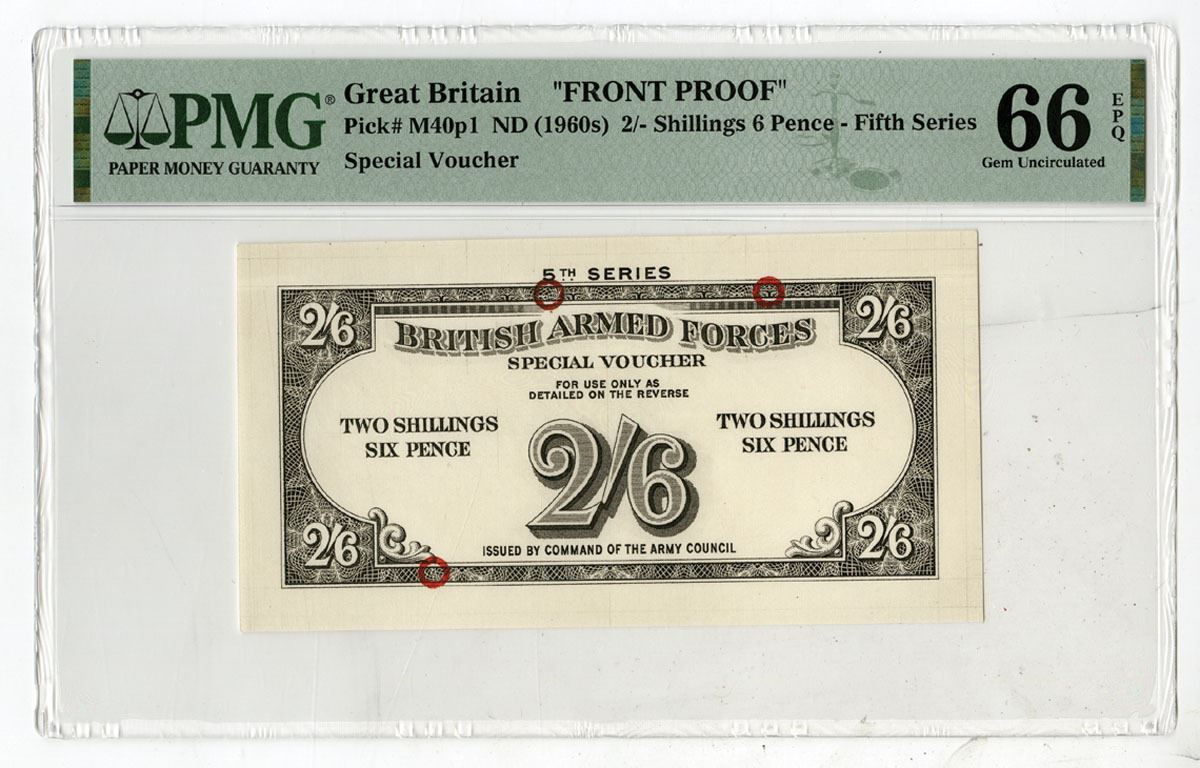 PMG®
PAPER MONEY GUARANTY
Great Britain "FRONT PROOF"
Pick# M40p1 ND (1960s) 2/- Shillings 6 Pence - Fifth Series
Special Voucher
66 EPQ
Gem Uncirculated
5TH SERIES
2/6 2/6
BRITISH ARMED FORCES
SPECIAL VOUCHER
FOR USE ONLY AS
DETAILED ON THE REVERSE
TWO SHILLINGS
SIX PENCE
2/6
TWO SHILLINGS
SIX PENCE
2/6 2/6
ISSUED BY COMMAND OF THE ARMY COUNCIL